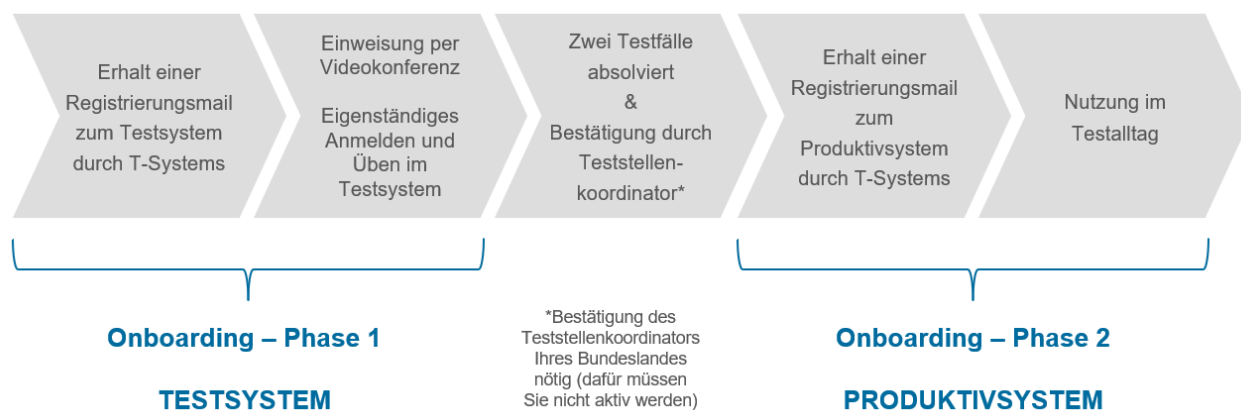 Erhalt einer
Registrierungsmail
zum Testsystem
durch T-Systems
Einweisung per
Videokonferenz
Eigenständiges
Anmelden und
Üben im
Testsystem
Zwei Testfälle
absolviert
&
Bestätigung durch
Teststellen-
koordinator*
Erhalt einer
Registrierungsmail
zum
Produktivsystem
durch T-Systems
Nutzung im
Testalltag
Onboarding – Phase 1
TESTSYSTEM
*Bestätigung des
Teststellenkoordinators
Ihres Bundeslandes
nötig (dafür müssen
Sie nicht aktiv werden)
Onboarding – Phase 2
PRODUKTIVSYSTEM